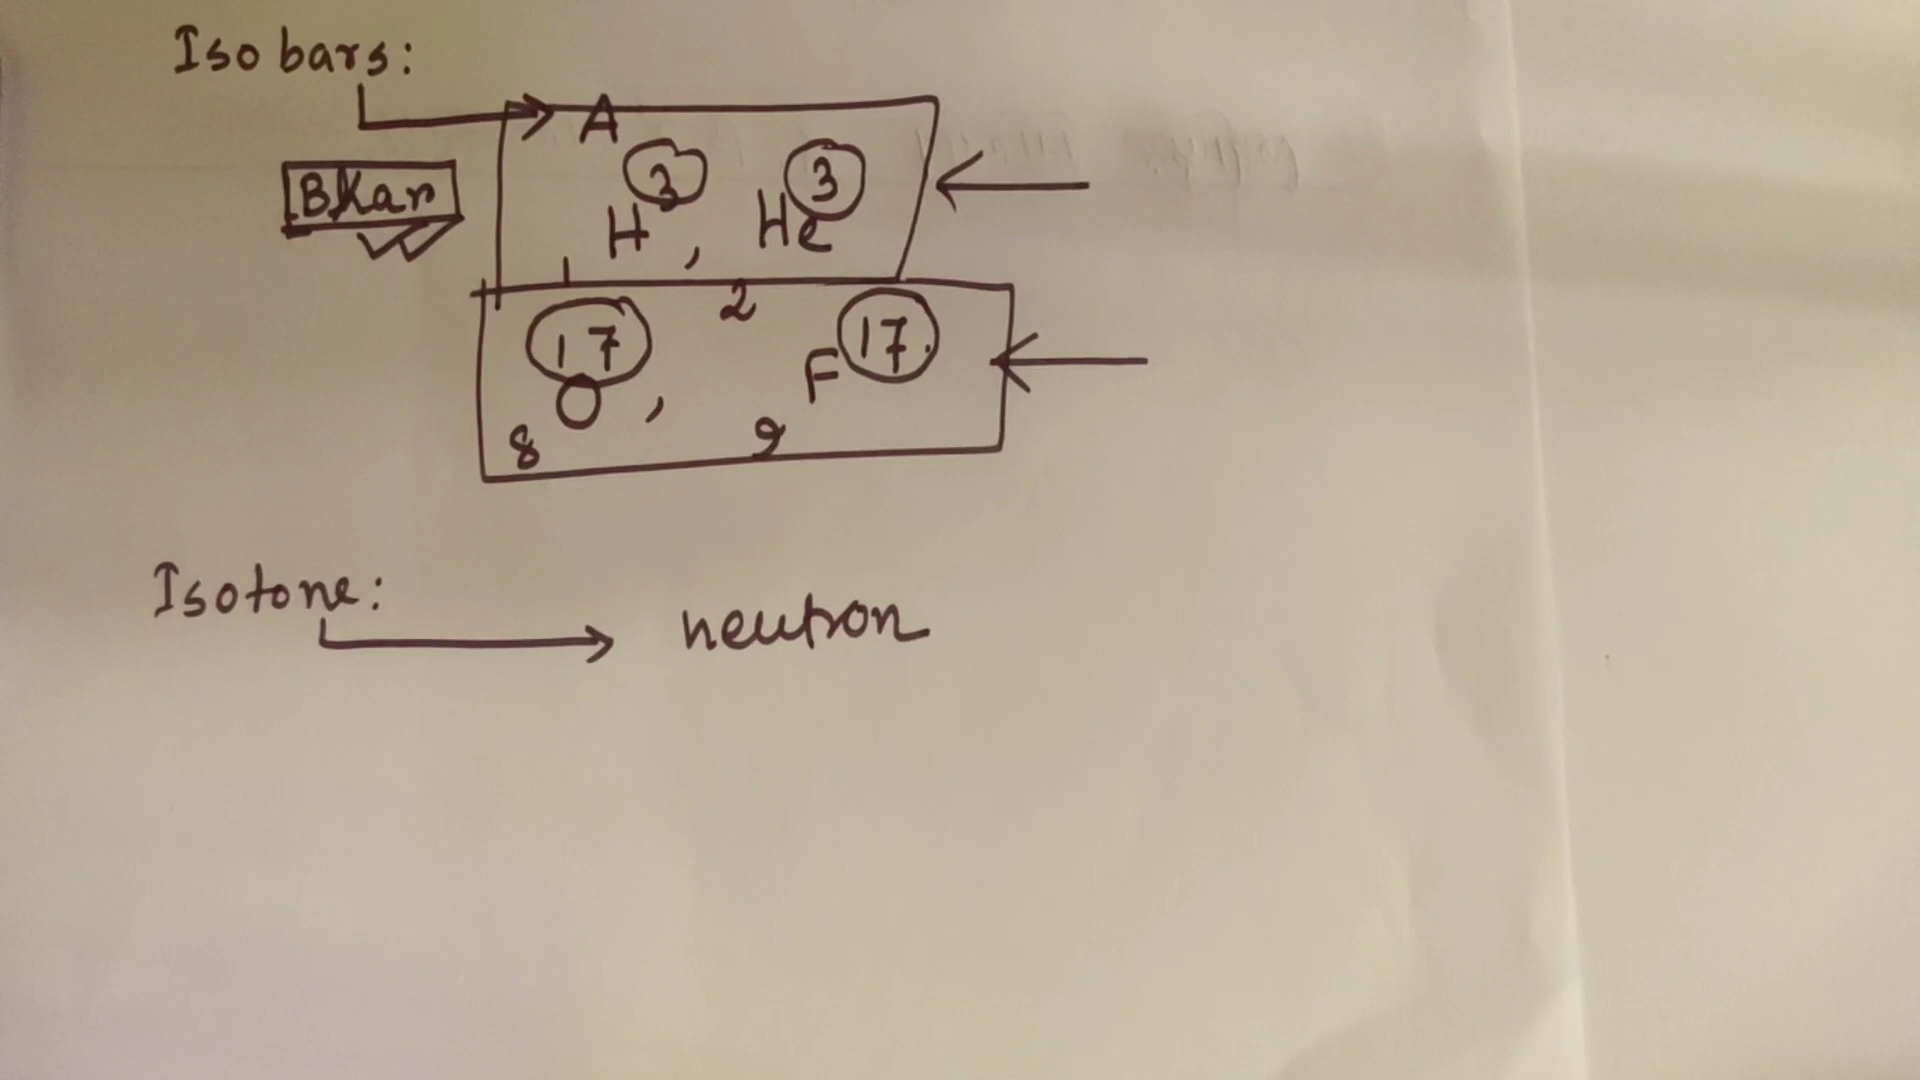 Isobars:
A
BKar
3 3
H , He
1 2
17 17
O , F
8 9
Isotone:
neutron